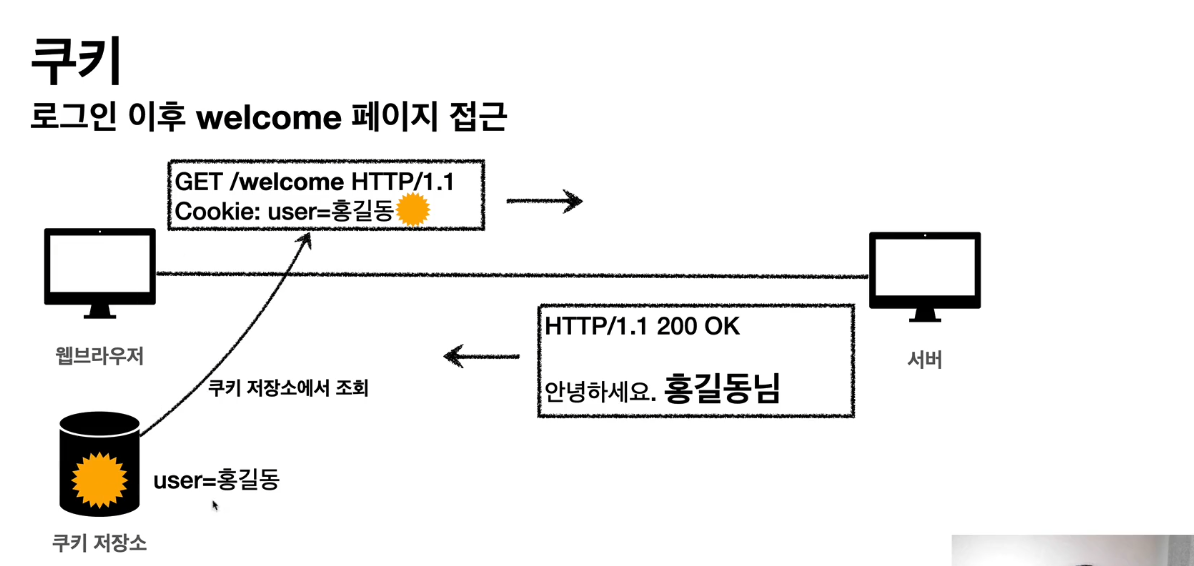 쿠키
로그인 이후 welcome 페이지 접근
GET /welcome HTTP/1.1
Cookie: user=홍길동
웹브라우저
HTTP/1.1 200 OK
안녕하세요. 홍길동님
서버
쿠키 저장소에서 조회
user=홍길동
쿠키 저장소